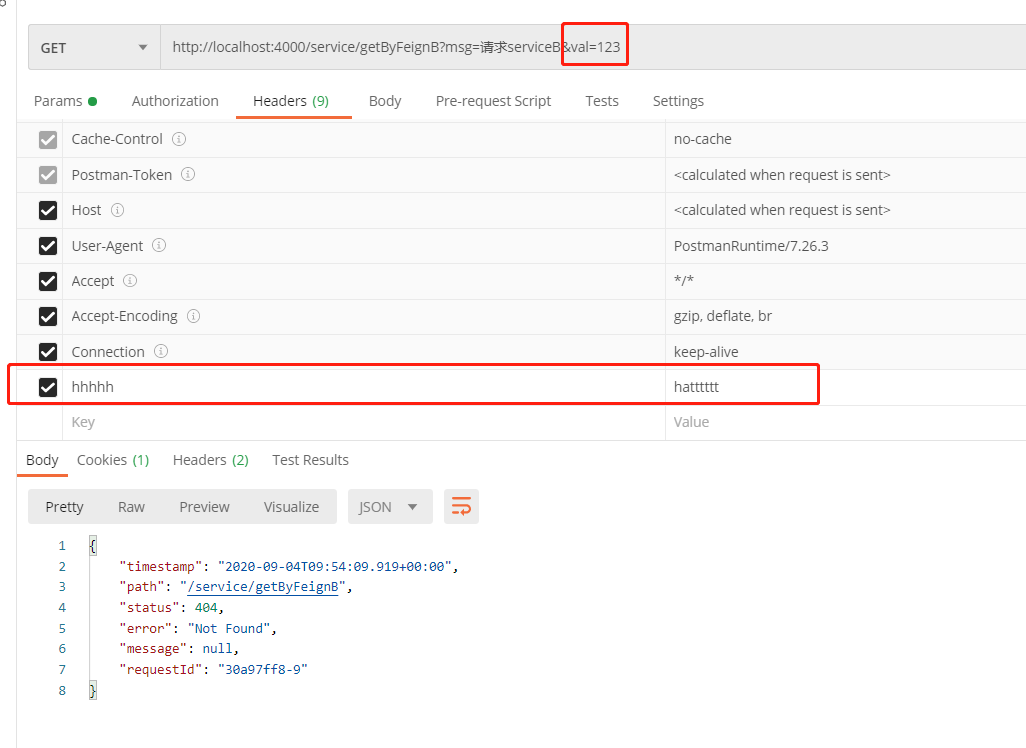 GET http://localhost:4000/service/getByFeignB?msg=请求serviceB&val=123
Params Authorization Headers (9) Body Pre-request Script Tests Settings
Cache-Control no-cache
Postman-Token <calculated when request is sent>
Host <calculated when request is sent>
User-Agent PostmanRuntime/7.26.3
Accept */*
Accept-Encoding gzip, deflate, br
Connection keep-alive
hhhhh hatttttt
Key Value
Body Cookies (1) Headers (2) Test Results
Pretty Raw Preview Visualize JSON
1 {
2 "timestamp": "2020-09-04T09:54:09.919+00:00",
3 "path": "/service/getByFeignB",
4 "status": 404,
5 "error": "Not Found",
6 "message": null,
7 "requestId": "30a97ff8-9"
8 }